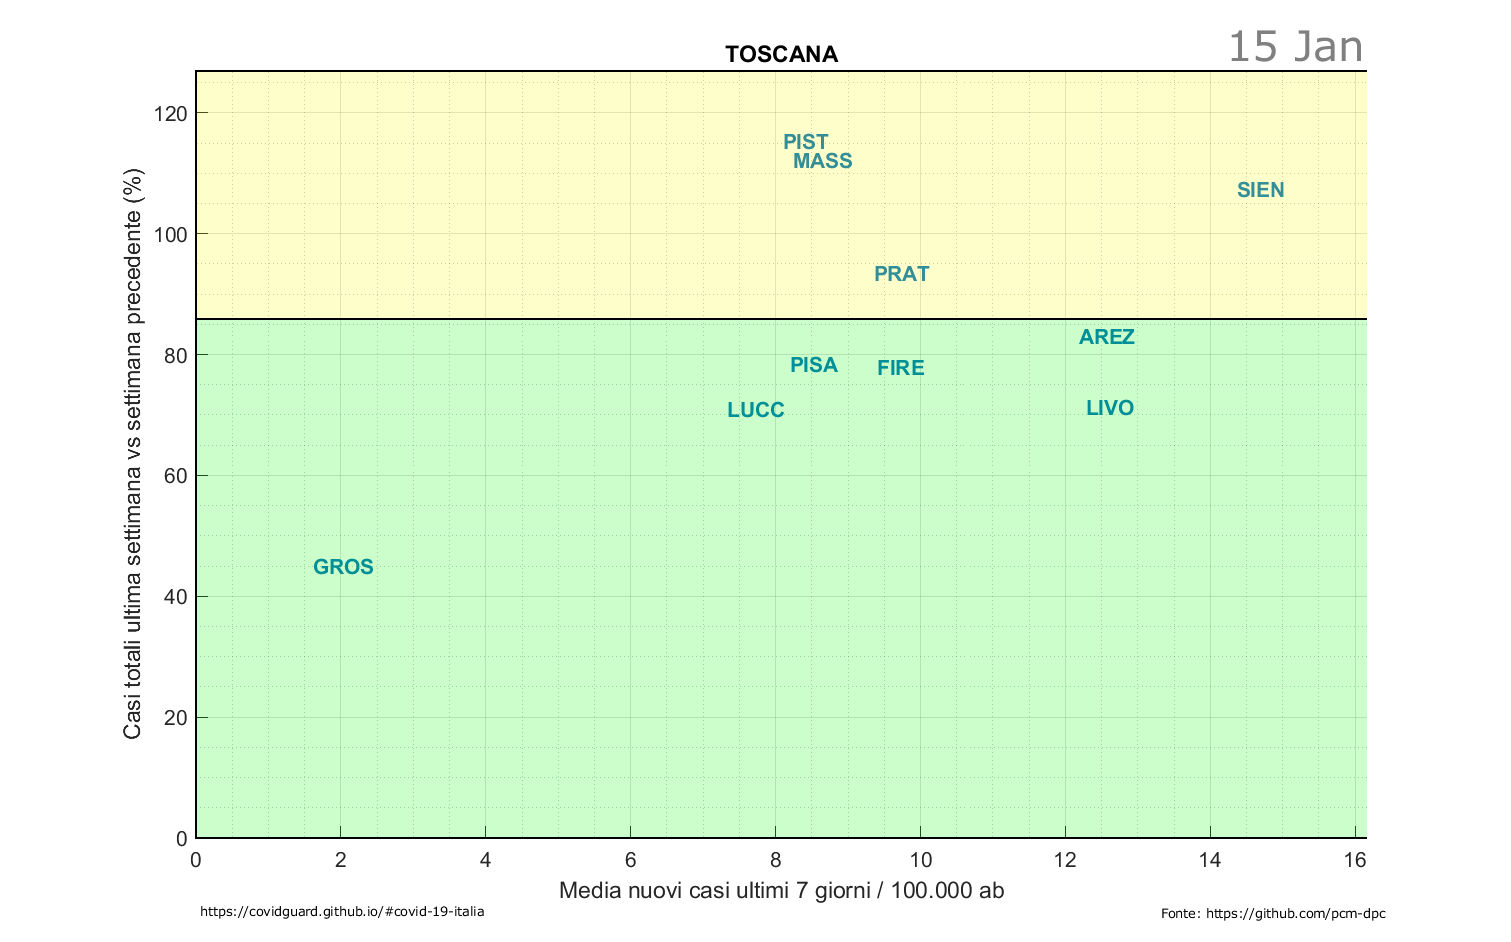 TOSCANA
15 Jan
Casi totali ultima settimana vs settimana precedente (%)
120
100
80
60
40
20
0
PIST
MASS
SIEN
PRAT
AREZ
PISA
FIRE
LUCC
LIVO
GROS
0 2 4 6 8 10 12 14 16
Media nuovi casi ultimi 7 giorni / 100.000 ab
https://covidguard.github.io/#covid-19-italia
Fonte: https://github.com/pcm-dpc